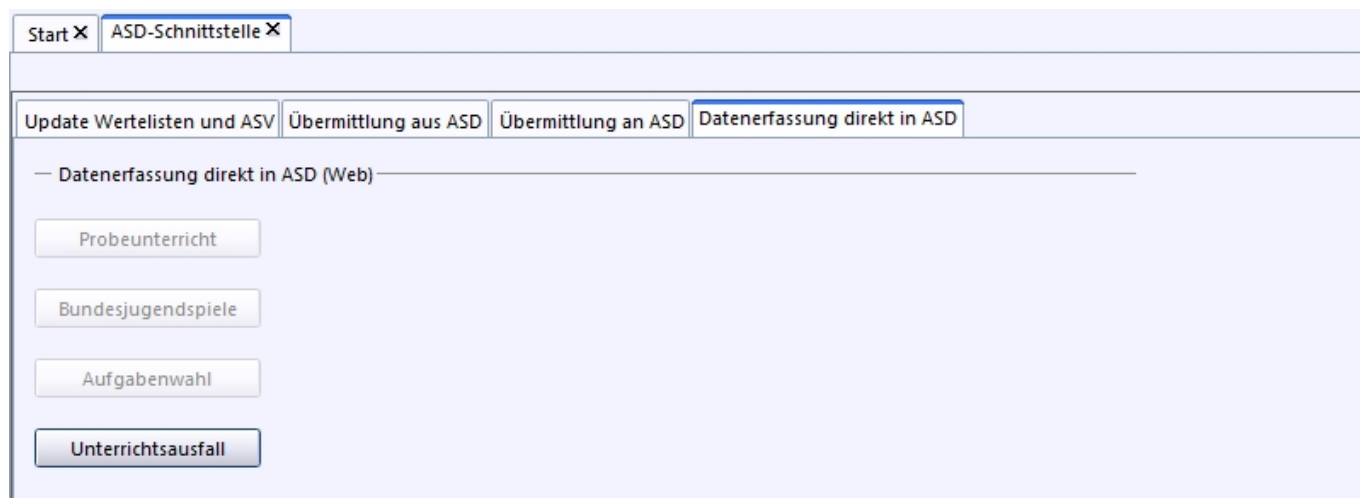 Start ASD-Schnittstelle
Update Wertelisten und ASV Übermittlung aus ASD Übermittlung an ASD Datenerfassung direkt in ASD
Datenerfassung direkt in ASD (Web)
Probeunterricht
Bundesjugendspiele
Aufgabenwahl
Unterrichtsausfall